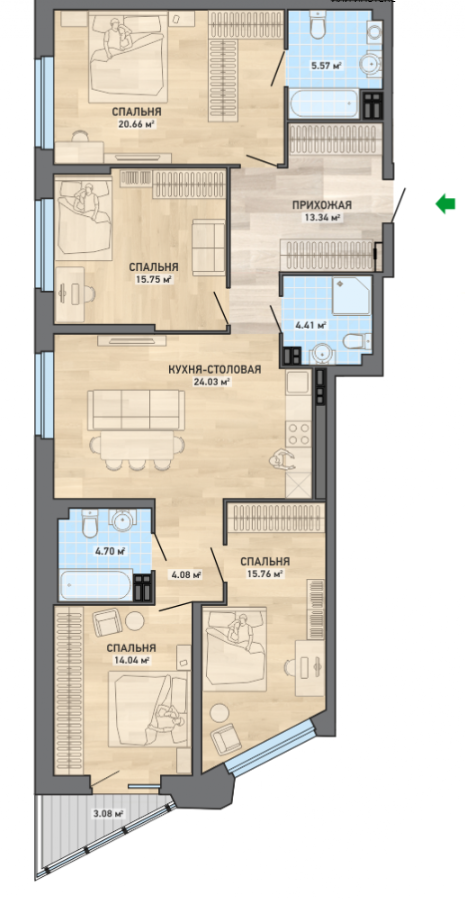 5.57 м²
СПАЛЬНЯ
20.66 м²
ПРИХОЖАЯ
13.34 м²
СПАЛЬНЯ
15.75 м²
4.41 м²
КУХНЯ-СТОЛОВАЯ
24.03 м²
4.70 м²
4.08 м²
СПАЛЬНЯ
15.76 м²
СПАЛЬНЯ
14.04 м²
3.08 м²